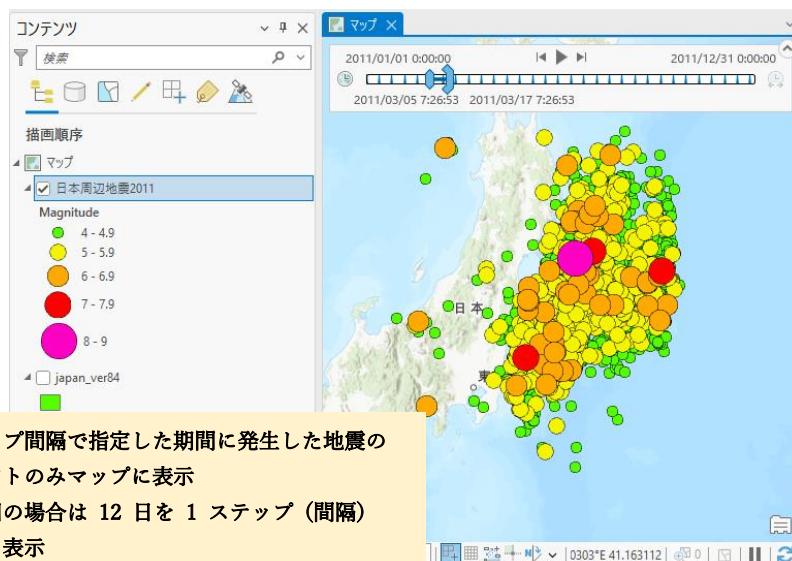 コンテンツ
検索
描画順序
マップ
日本周辺地震2011
Magnitude
4 - 4.9
5 - 5.9
6 - 6.9
7 - 7.9
8 - 9
japan_ver84
マップ
2011/01/01 0:00:00
2011/12/31 0:00:00
2011/03/05 7:26:53 2011/03/17 7:26:53
日本
東
プ間隔で指定した期間に発生した地震の
トのみマップに表示
の場合は 12 日を 1 ステップ (間隔)
表示
0303°E 41.163112
0